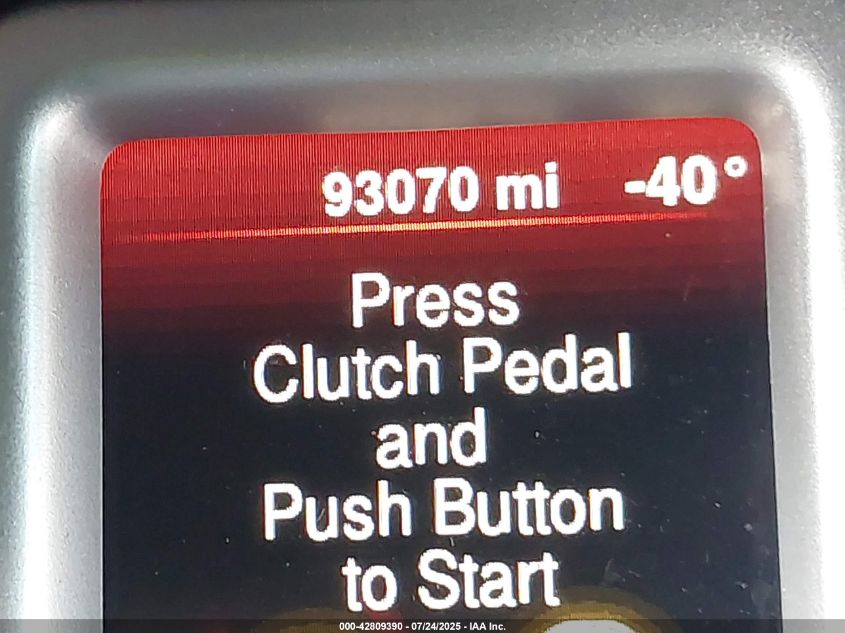 93070 mi -40°
Press
Clutch Pedal
and
Push Button
to Start
000-42809390 - 07/24/2025 - IAA Inc.